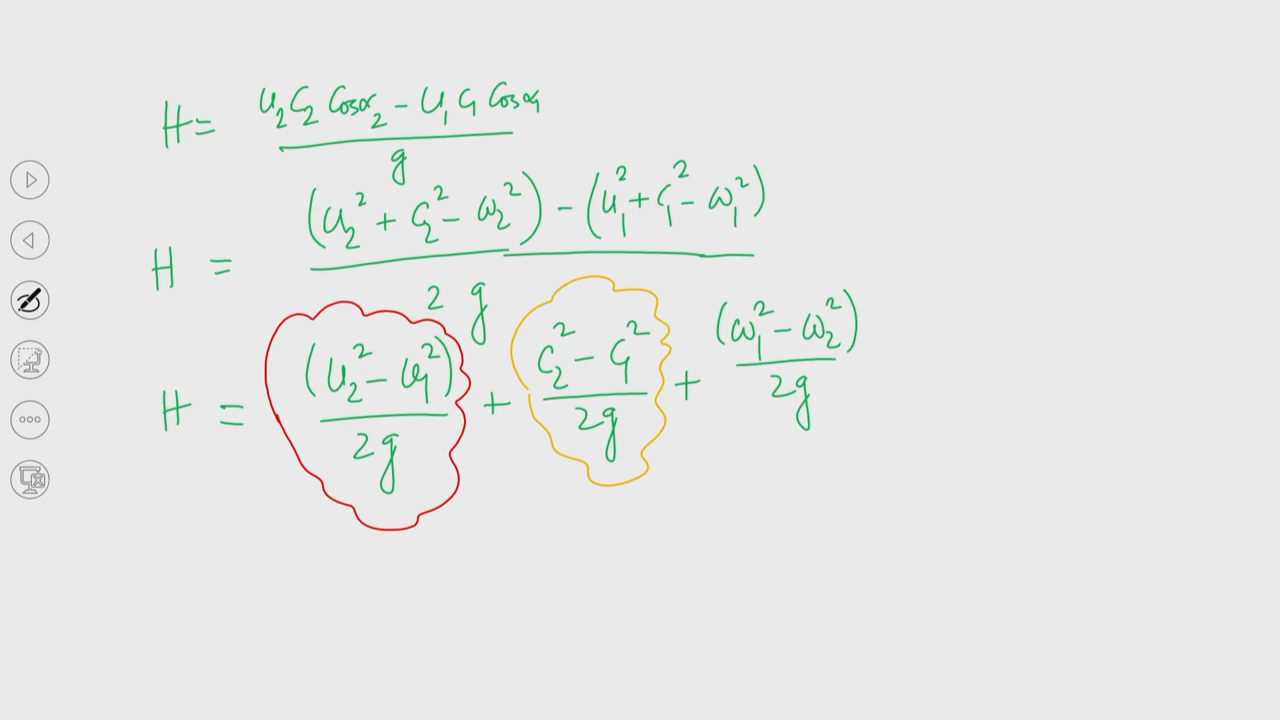 H = (u₂C₂ Cosα₂ - u₁C₁ Cosα₁) / g
H = ((u₂² + C₂² - ω₂²) - (u₁² + C₁² - ω₁²)) / 2g
H = (u₂² - u₁²) / 2g + (C₂² - C₁²) / 2g + (ω₁² - ω₂²) / 2g